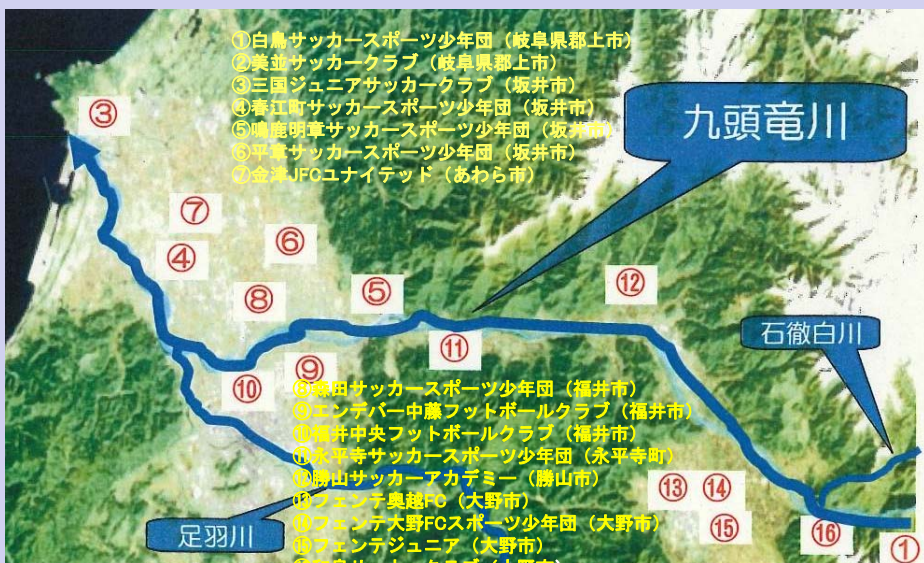 ①白鳥サッカースポーツ少年団（岐阜県郡上市）
②美並サッカークラブ（岐阜県郡上市）
③三国ジュニアサッカークラブ（坂井市）
④春江町サッカースポーツ少年団（坂井市）
⑤鳴鹿明章サッカースポーツ少年団（坂井市）
⑥平章サッカースポーツ少年団（坂井市）
⑦金津JFCユナイテッド（あわら市）
③
九頭竜川
⑦
⑥
④
⑧
⑤
⑫
石徹白川
⑪
⑨
⑩
⑧森田サッカースポーツ少年団（福井市）
⑨エンデバー中藤フットボールクラブ（福井市）
⑩福井中央フットボールクラブ（福井市）
⑪永平寺サッカースポーツ少年団（永平寺町）
⑫勝山サッカーアカデミー（勝山市）
⑬フェンテ奥越FC（大野市）
⑭フェンテ大野FCスポーツ少年団（大野市）
⑮フェンテジュニア（大野市）
⑬
⑭
⑮
⑯
①
足羽川